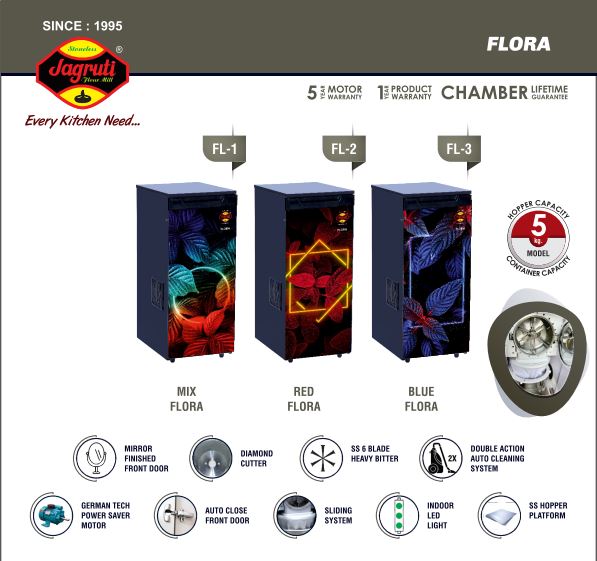 SINCE : 1995
Stoneless
Jagruti ®
Flour Mill
Every Kitchen Need...
FLORA
5 YEAR MOTOR WARRANTY
1 YEAR PRODUCT WARRANTY
CHAMBER LIFETIME GUARANTEE
FL-1
FL-2
FL-3
HOPPER CAPACITY
5
kg.
MODEL
CONTAINER CAPACITY
MIX
FLORA
RED
FLORA
BLUE
FLORA
MIRROR
FINISHED
FRONT DOOR
DIAMOND
CUTTER
SS 6 BLADE
HEAVY BITTER
2X
DOUBLE ACTION
AUTO CLEANING
SYSTEM
GERMAN TECH
POWER SAVER
MOTOR
AUTO CLOSE
FRONT DOOR
SLIDING
SYSTEM
INDOOR
LED
LIGHT
SS HOPPER
PLATFORM